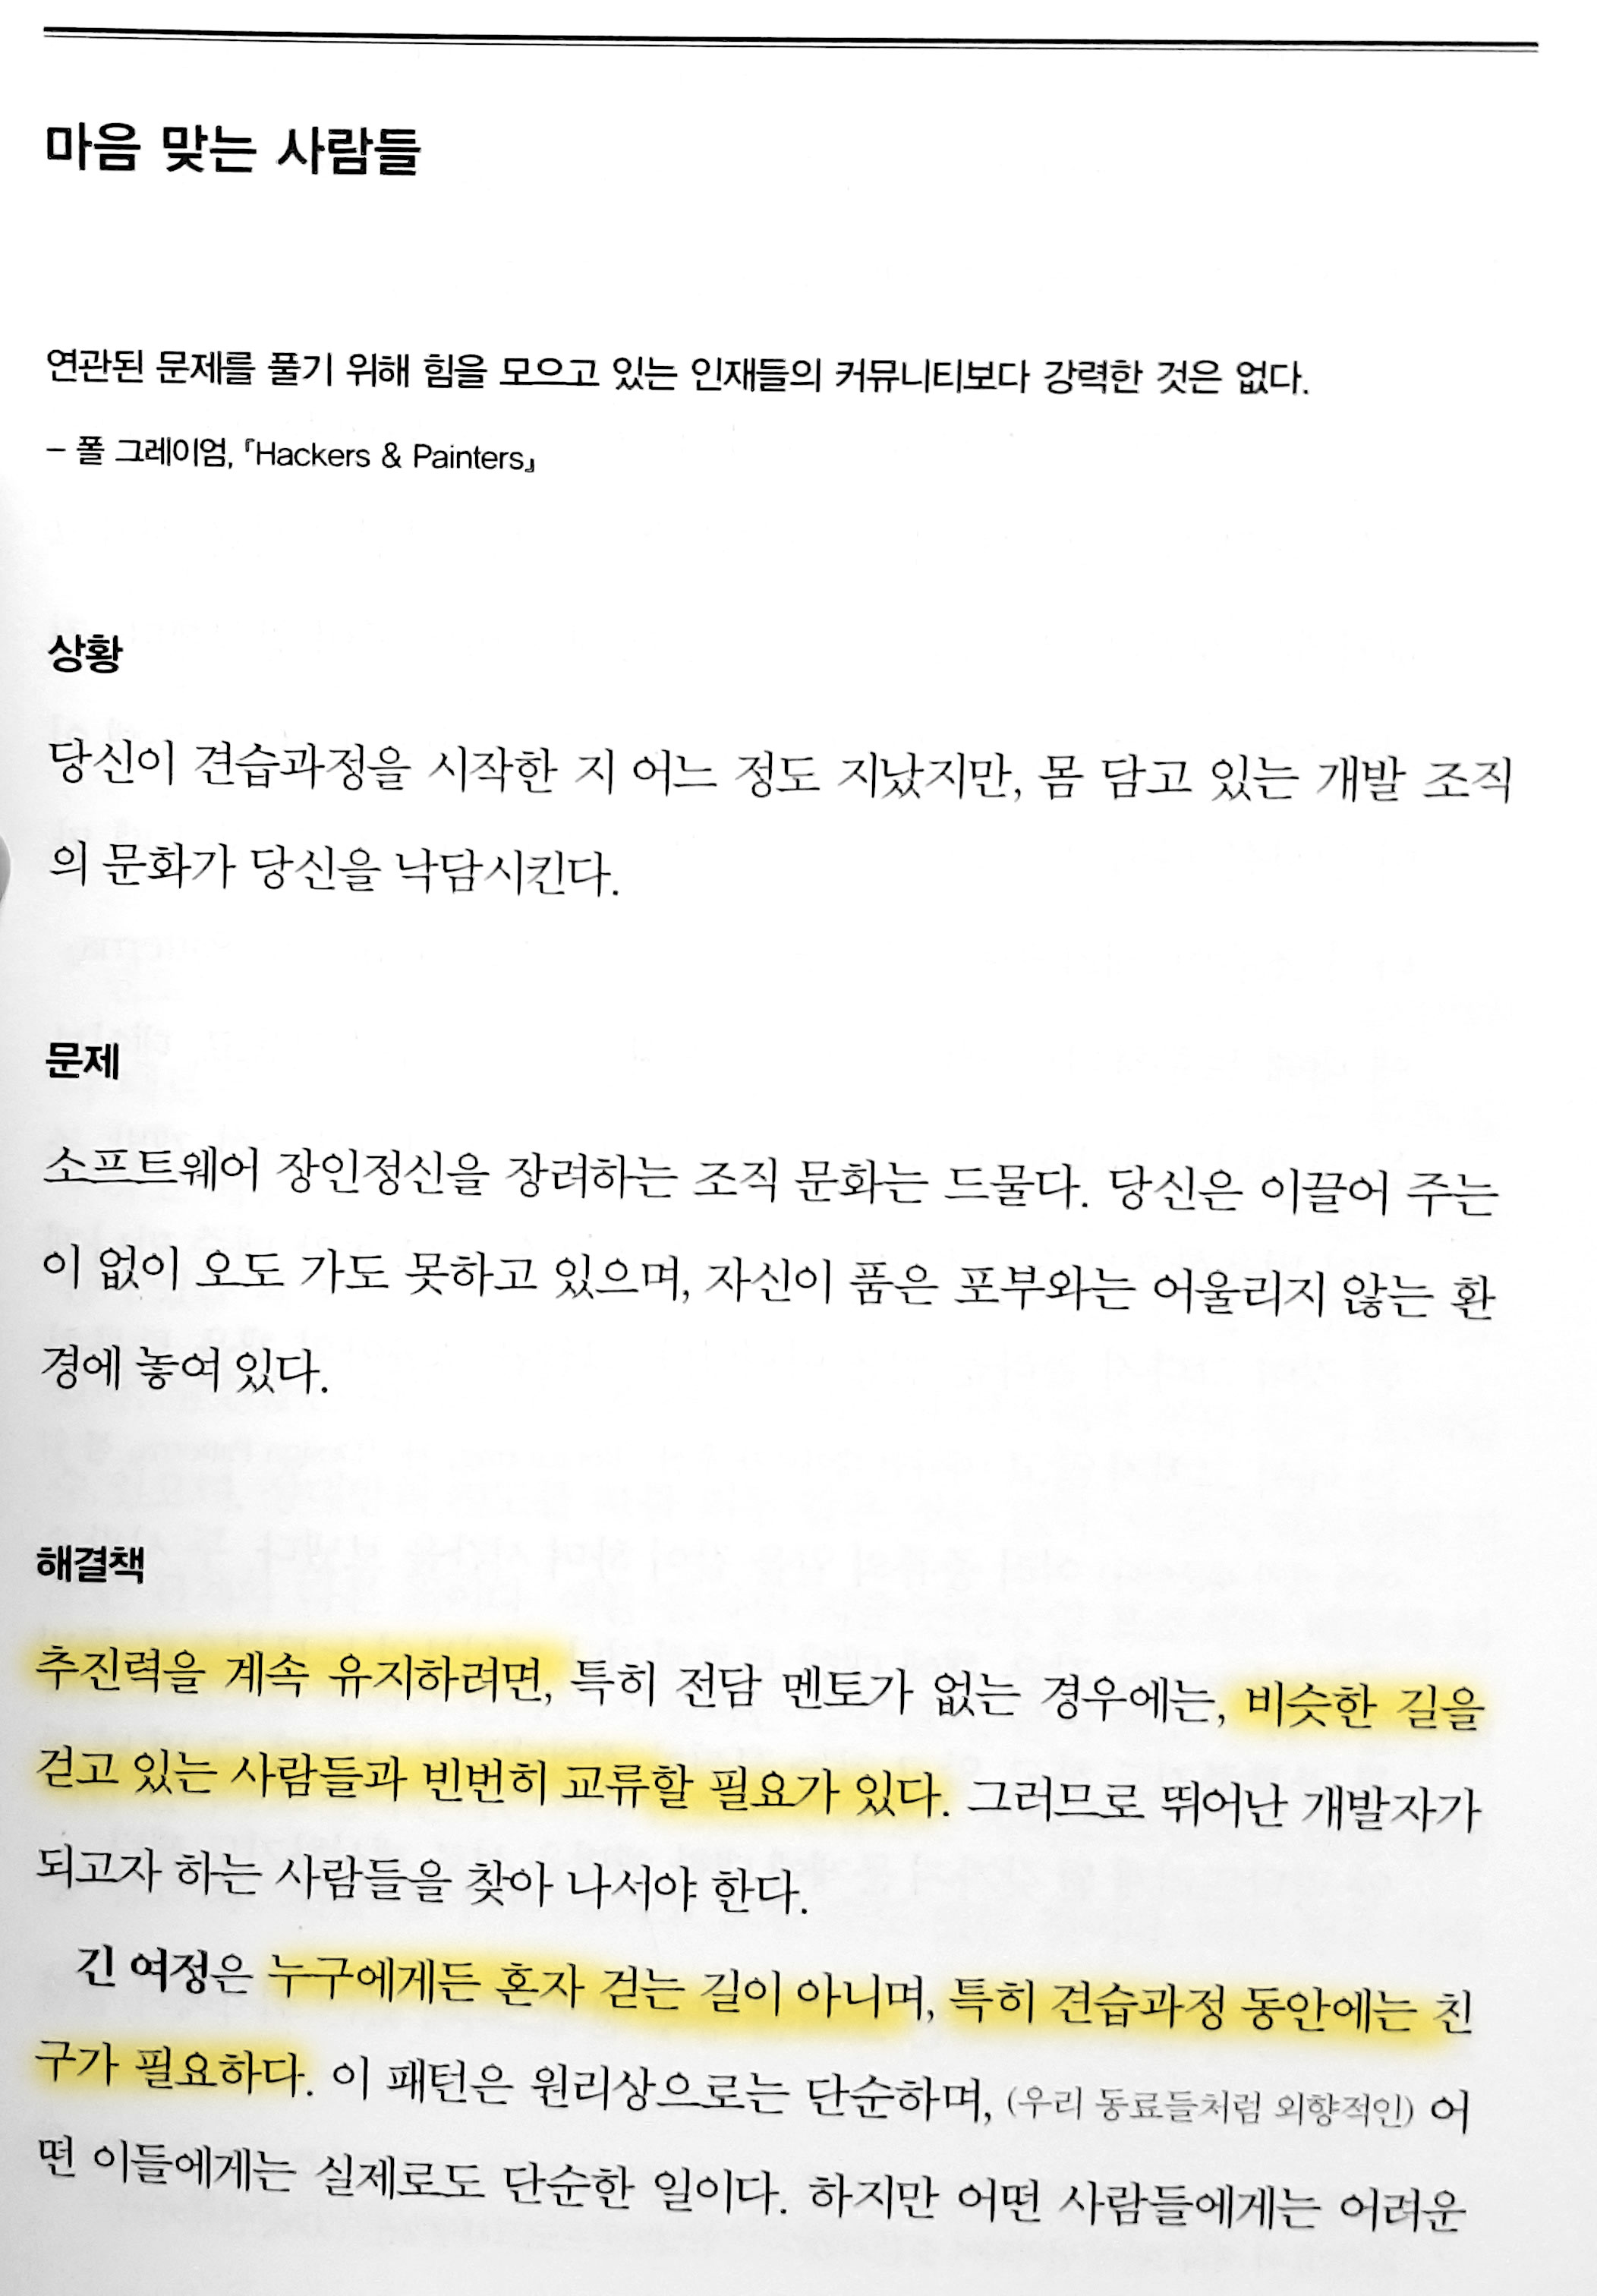 마음 맞는 사람들
연관된 문제를 풀기 위해 힘을 모으고 있는 인재들의 커뮤니티보다 강력한 것은 없다.
– 폴 그레이엄, 『Hackers & Painters』
상황
당신이 견습과정을 시작한 지 어느 정도 지났지만, 몸 담고 있는 개발 조직
의 문화가 당신을 낙담시킨다.
문제
소프트웨어 장인정신을 장려하는 조직 문화는 드물다. 당신은 이끌어 주는
이 없이 오도 가도 못하고 있으며, 자신이 품은 포부와는 어울리지 않는 환
경에 놓여 있다.
해결책
추진력을 계속 유지하려면, 특히 전담 멘토가 없는 경우에는, 비슷한 길을
걷고 있는 사람들과 빈번히 교류할 필요가 있다. 그러므로 뛰어난 개발자가
되고자 하는 사람들을 찾아 나서야 한다.
긴 여정은 누구에게든 혼자 걷는 길이 아니며, 특히 견습과정 동안에는 친
구가 필요하다. 이 패턴은 원리상으로는 단순하며, (우리 동료들처럼 외향적인) 어
떤 이들에게는 실제로도 단순한 일이다. 하지만 어떤 사람들에게는 어려운